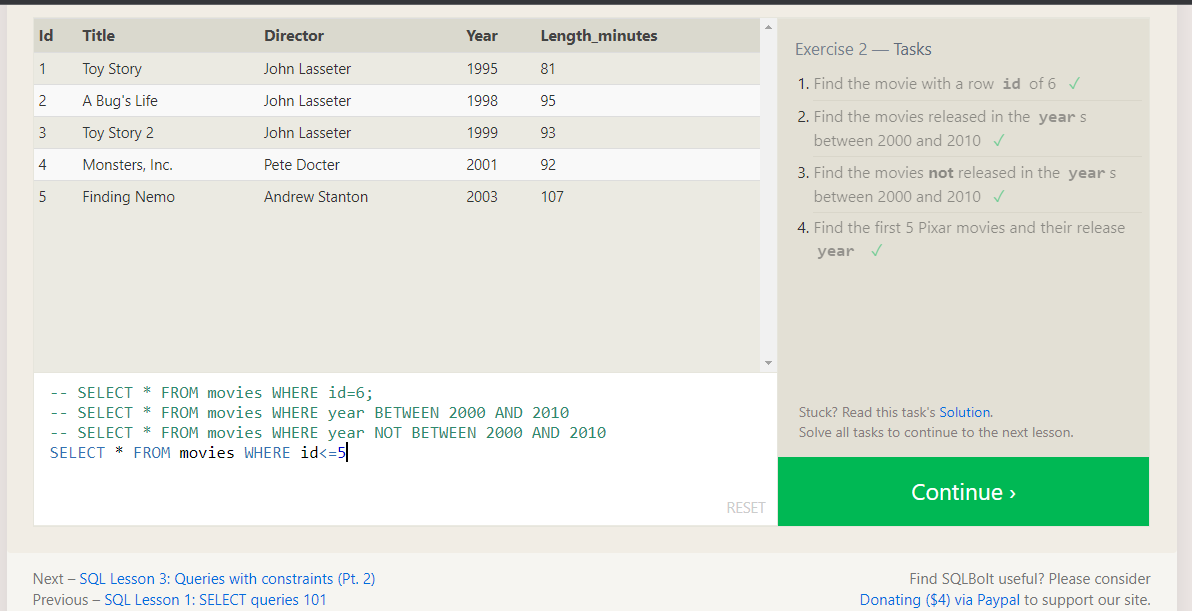 Id Title Director Year Length_minutes
1 Toy Story John Lasseter 1995 81
2 A Bug's Life John Lasseter 1998 95
3 Toy Story 2 John Lasseter 1999 93
4 Monsters, Inc. Pete Docter 2001 92
5 Finding Nemo Andrew Stanton 2003 107
-- SELECT * FROM movies WHERE id=6;
-- SELECT * FROM movies WHERE year BETWEEN 2000 AND 2010
-- SELECT * FROM movies WHERE year NOT BETWEEN 2000 AND 2010
SELECT * FROM movies WHERE id<=5
RESET
Exercise 2 — Tasks
1. Find the movie with a row id of 6 ✓
2. Find the movies released in the year s
between 2000 and 2010 ✓
3. Find the movies not released in the year s
between 2000 and 2010 ✓
4. Find the first 5 Pixar movies and their release
year ✓
Stuck? Read this task's Solution.
Solve all tasks to continue to the next lesson.
Continue ›
Next – SQL Lesson 3: Queries with constraints (Pt. 2)
Previous – SQL Lesson 1: SELECT queries 101
Find SQLBolt useful? Please consider
Donating ($4) via Paypal to support our site.